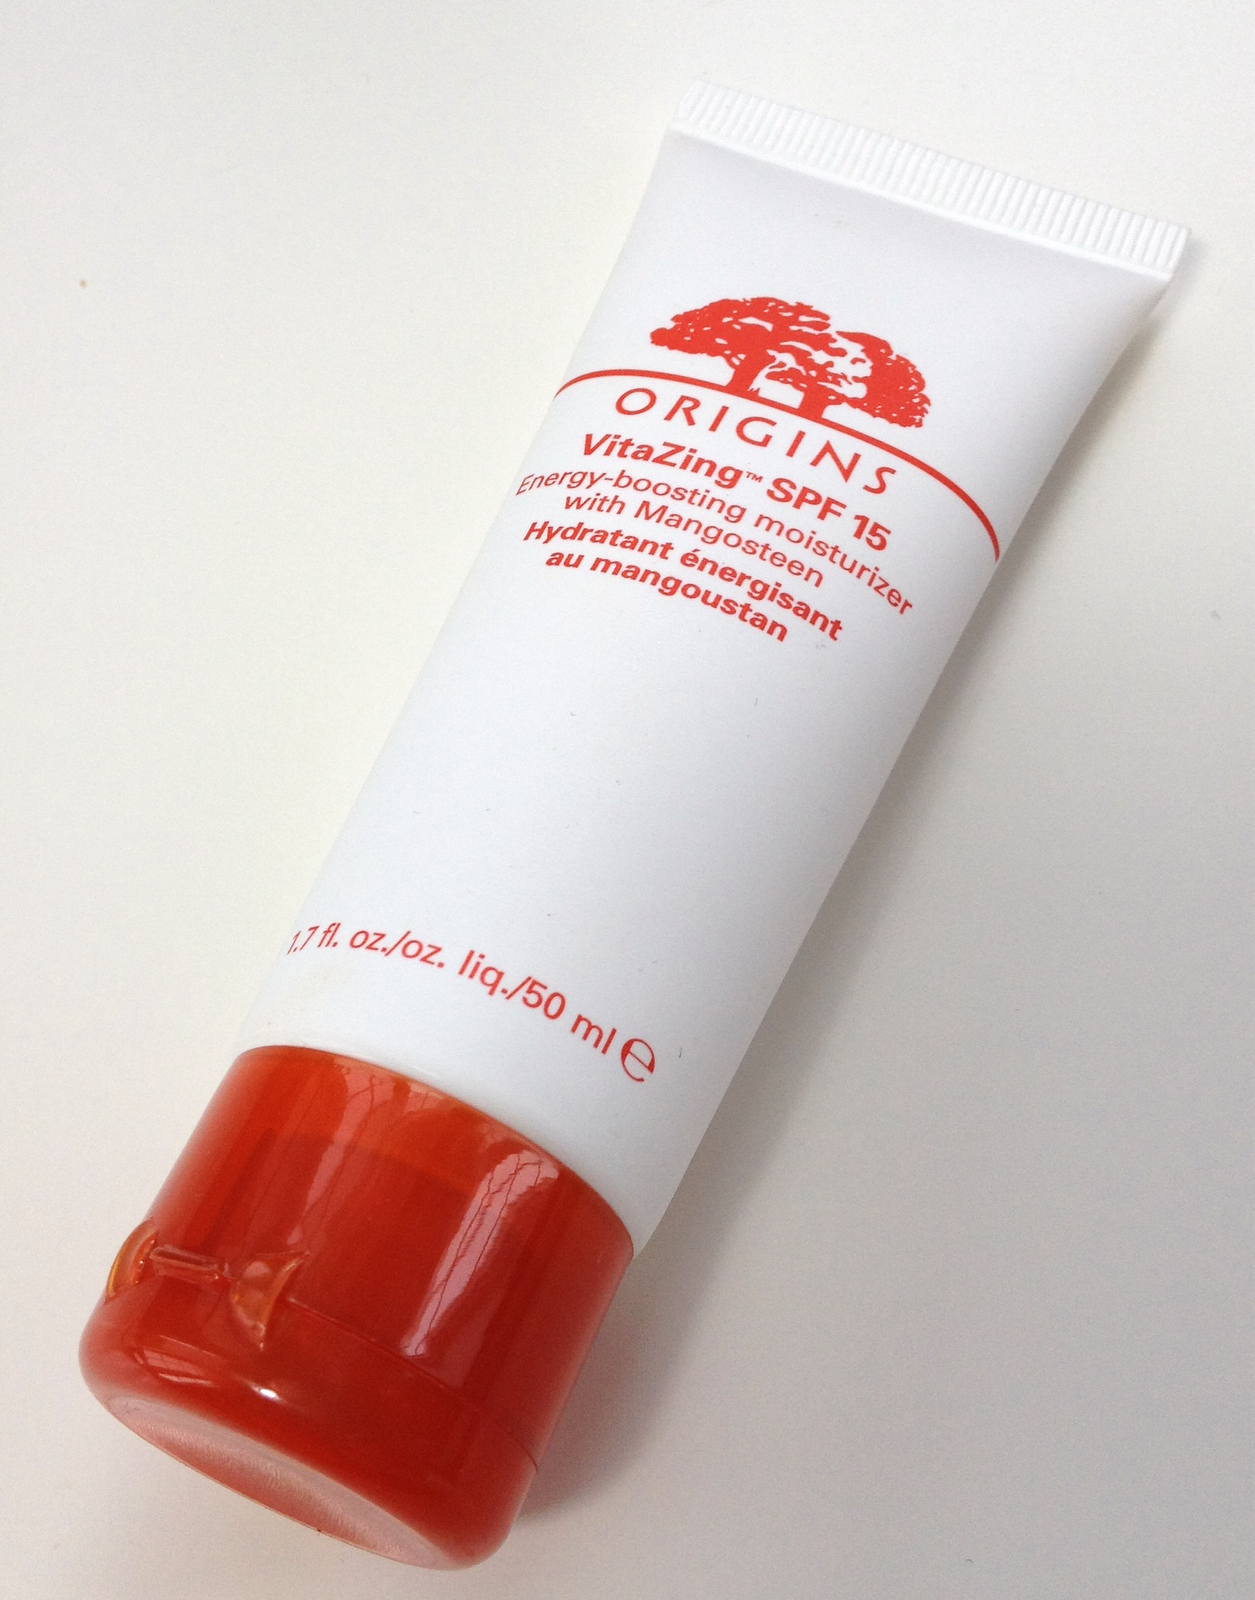 ORIGINS
VitaZing™ SPF 15
Energy-boosting moisturizer
with Mangosteen
Hydratant énergisant
au mangoustan
1.7 fl. oz./oz. liq./50 ml ℮